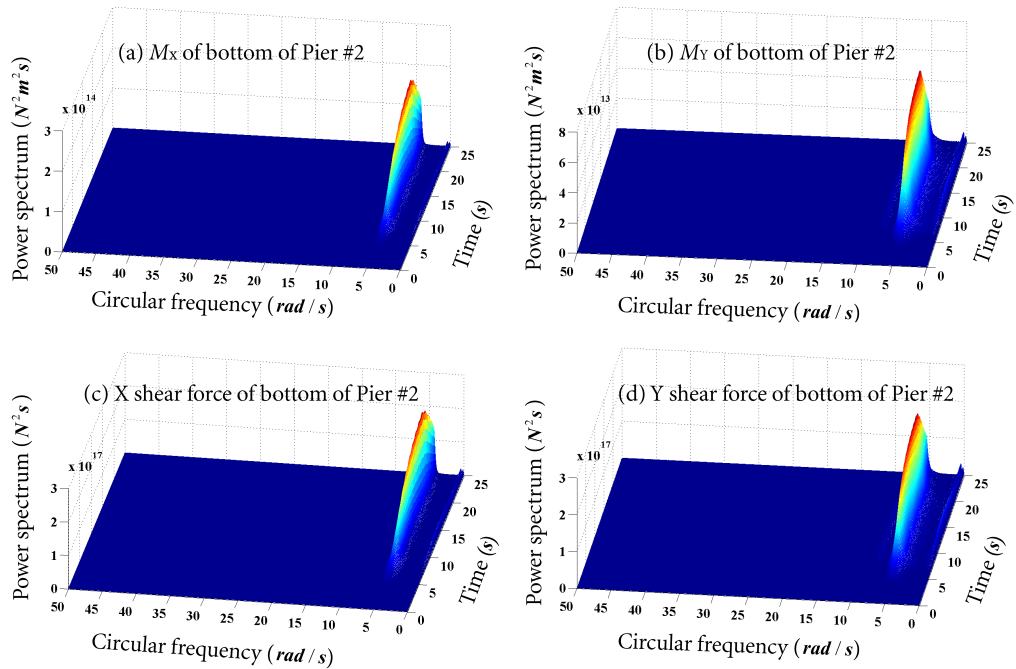 (a) Mx of bottom of Pier #2
x 10^14
Power spectrum (N^2 m^2 s)
3
2
1
0
50 45 40 35 30 25 20 15 10 5 0
Circular frequency (rad / s)
0 5 10 15 20 25
Time (s)
(b) MY of bottom of Pier #2
x 10^13
Power spectrum (N^2 m^2 s)
8
6
4
2
0
50 45 40 35 30 25 20 15 10 5 0
Circular frequency (rad / s)
0 5 10 15 20 25
Time (s)
(c) X shear force of bottom of Pier #2
x 10^17
Power spectrum (N^2 s)
3
2
1
0
50 45 40 35 30 25 20 15 10 5 0
Circular frequency (rad / s)
0 5 10 15 20 25
Time (s)
(d) Y shear force of bottom of Pier #2
x 10^17
Power spectrum (N^2 s)
3
2
1
0
50 45 40 35 30 25 20 15 10 5 0
Circular frequency (rad / s)
0 5 10 15 20 25
Time (s)